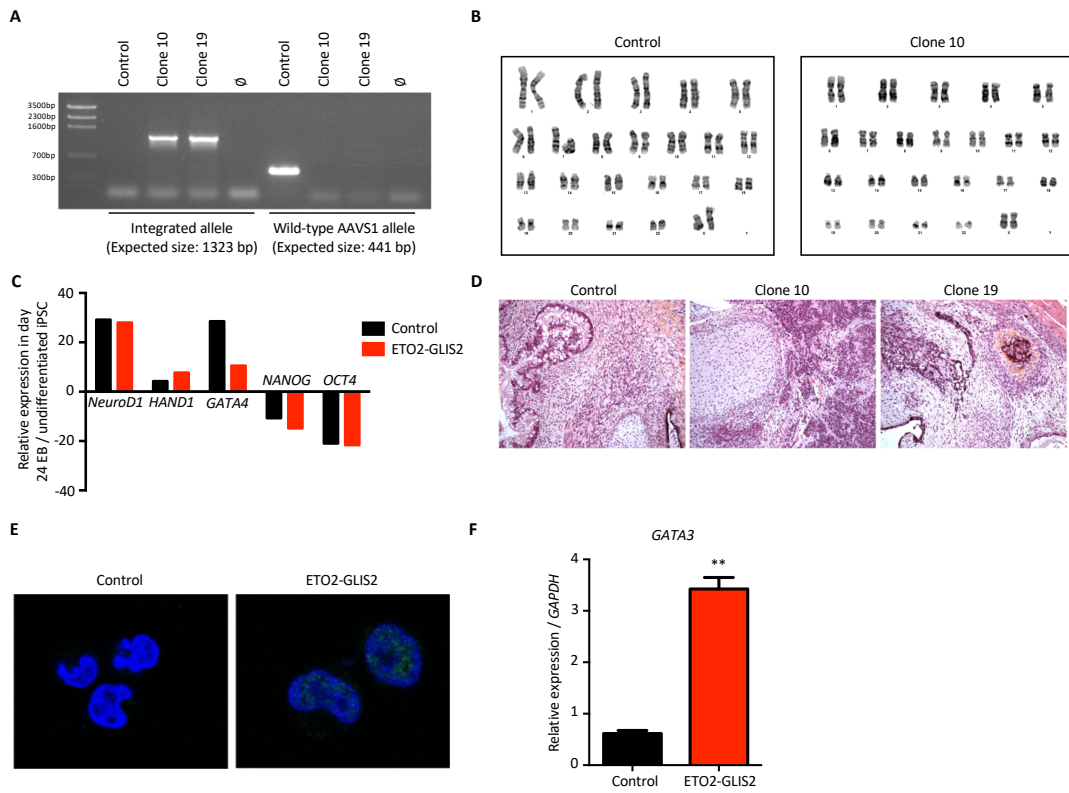 A
Control
Clone 10
Clone 19
Ø
Control
Clone 10
Clone 19
Ø
3500bp
2300bp
1600bp
700bp
300bp
Integrated allele
(Expected size: 1323 bp)
Wild-type AAVS1 allele
(Expected size: 441 bp)
B
Control
Clone 10
C
Relative expression in day
24 EB / undifferentiated iPSC
40
20
0
-20
-40
NeuroD1
HAND1
GATA4
NANOG
OCT4
Control
ETO2-GLIS2
D
Control
Clone 10
Clone 19
E
Control
ETO2-GLIS2
F
GATA3
Relative expression / GAPDH
4
3
2
1
0
**
Control
ETO2-GLIS2